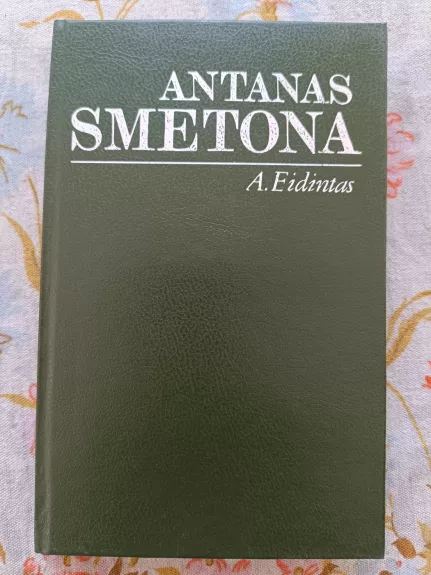 ANTANAS
SMETONA
A. Eidintas